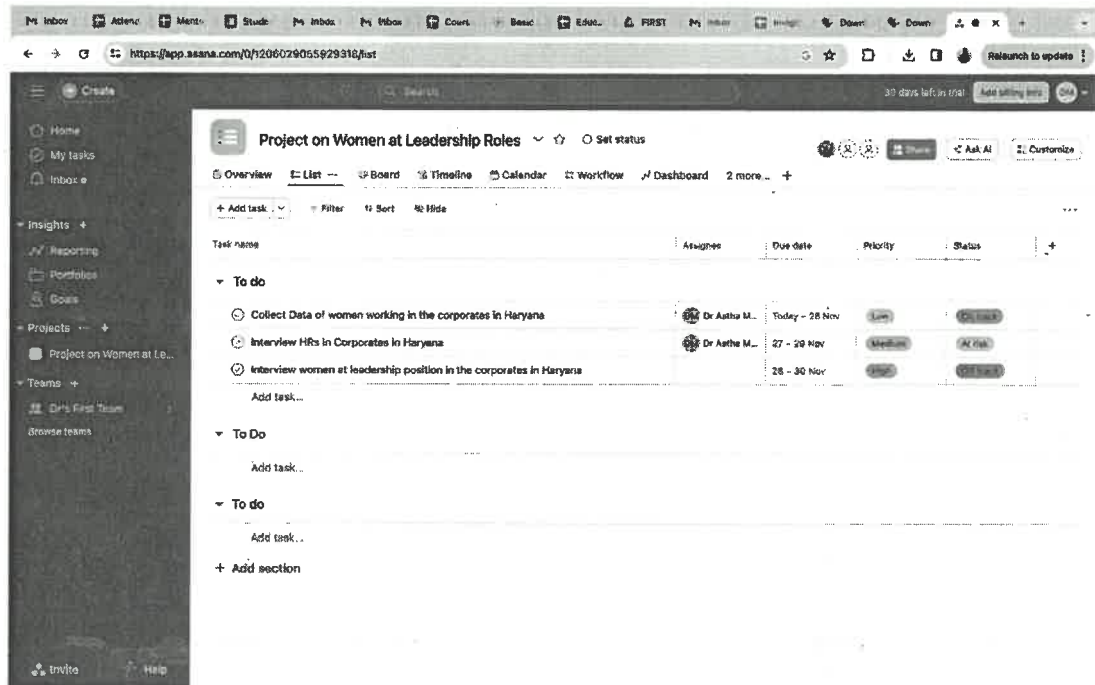 Inbox Inbox Inbox FIRST
https://app.asana.com/0/1206029055929318/list Relaunch to update
Create Search 30 days left in trial Add billing info
Home
My tasks
Inbox
Insights +
Reporting
Portfolios
Goals
Projects ... +
Project on Women at Le...
Teams +
Dr's First Team
Browse teams
Invite Help
Project on Women at Leadership Roles Set status Share Ask AI Customize
Overview List ... Board Timeline Calendar Workflow Dashboard 2 more... +
+ Add task... Filter Sort Hide ...
Task name Assignee Due date Priority Status +
To do
Collect Data of women working in the corporates in Haryana DM Dr Astha M... Today – 28 Nov Low On track
Interview HRs in Corporates in Haryana DM Dr Astha M... 27 – 29 Nov Medium At risk
Interview women at leadership position in the corporates in Haryana 28 – 30 Nov High Off track
Add task...
To Do
Add task...
To do
Add task...
+ Add section